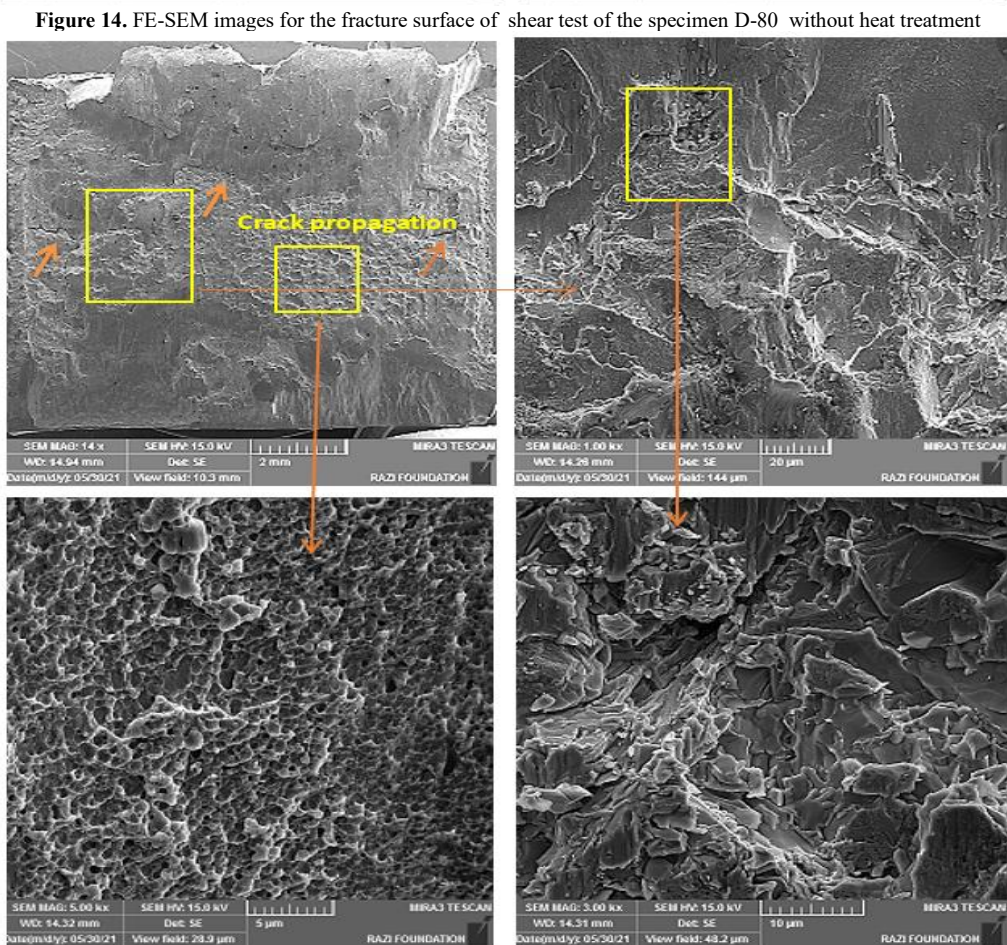 Figure 14. FE-SEM images for the fracture surface of shear test of the specimen D-80 without heat treatment
Crack propagation
SEM MAG: 14 x SEM HV: 15.0 kV MIRA3 TESCAN
WD: 14.94 mm Det: SE 2 mm
Date(m/d/y): 05/30/21 View field: 10.3 mm RAZI FOUNDATION
SEM MAG: 1.00 kx SEM HV: 15.0 kV MIRA3 TESCAN
WD: 14.26 mm Det: SE 20 µm
Date(m/d/y): 05/30/21 View field: 144 µm RAZI FOUNDATION
SEM MAG: 5.00 kx SEM HV: 15.0 kV MIRA3 TESCAN
WD: 14.32 mm Det: SE 5 µm
Date(m/d/y): 05/30/21 View field: 28.9 µm RAZI FOUNDATION
SEM MAG: 3.00 kx SEM HV: 15.0 kV MIRA3 TESCAN
WD: 14.31 mm Det: SE 10 µm
Date(m/d/y): 05/30/21 View field: 48.2 µm RAZI FOUNDATION